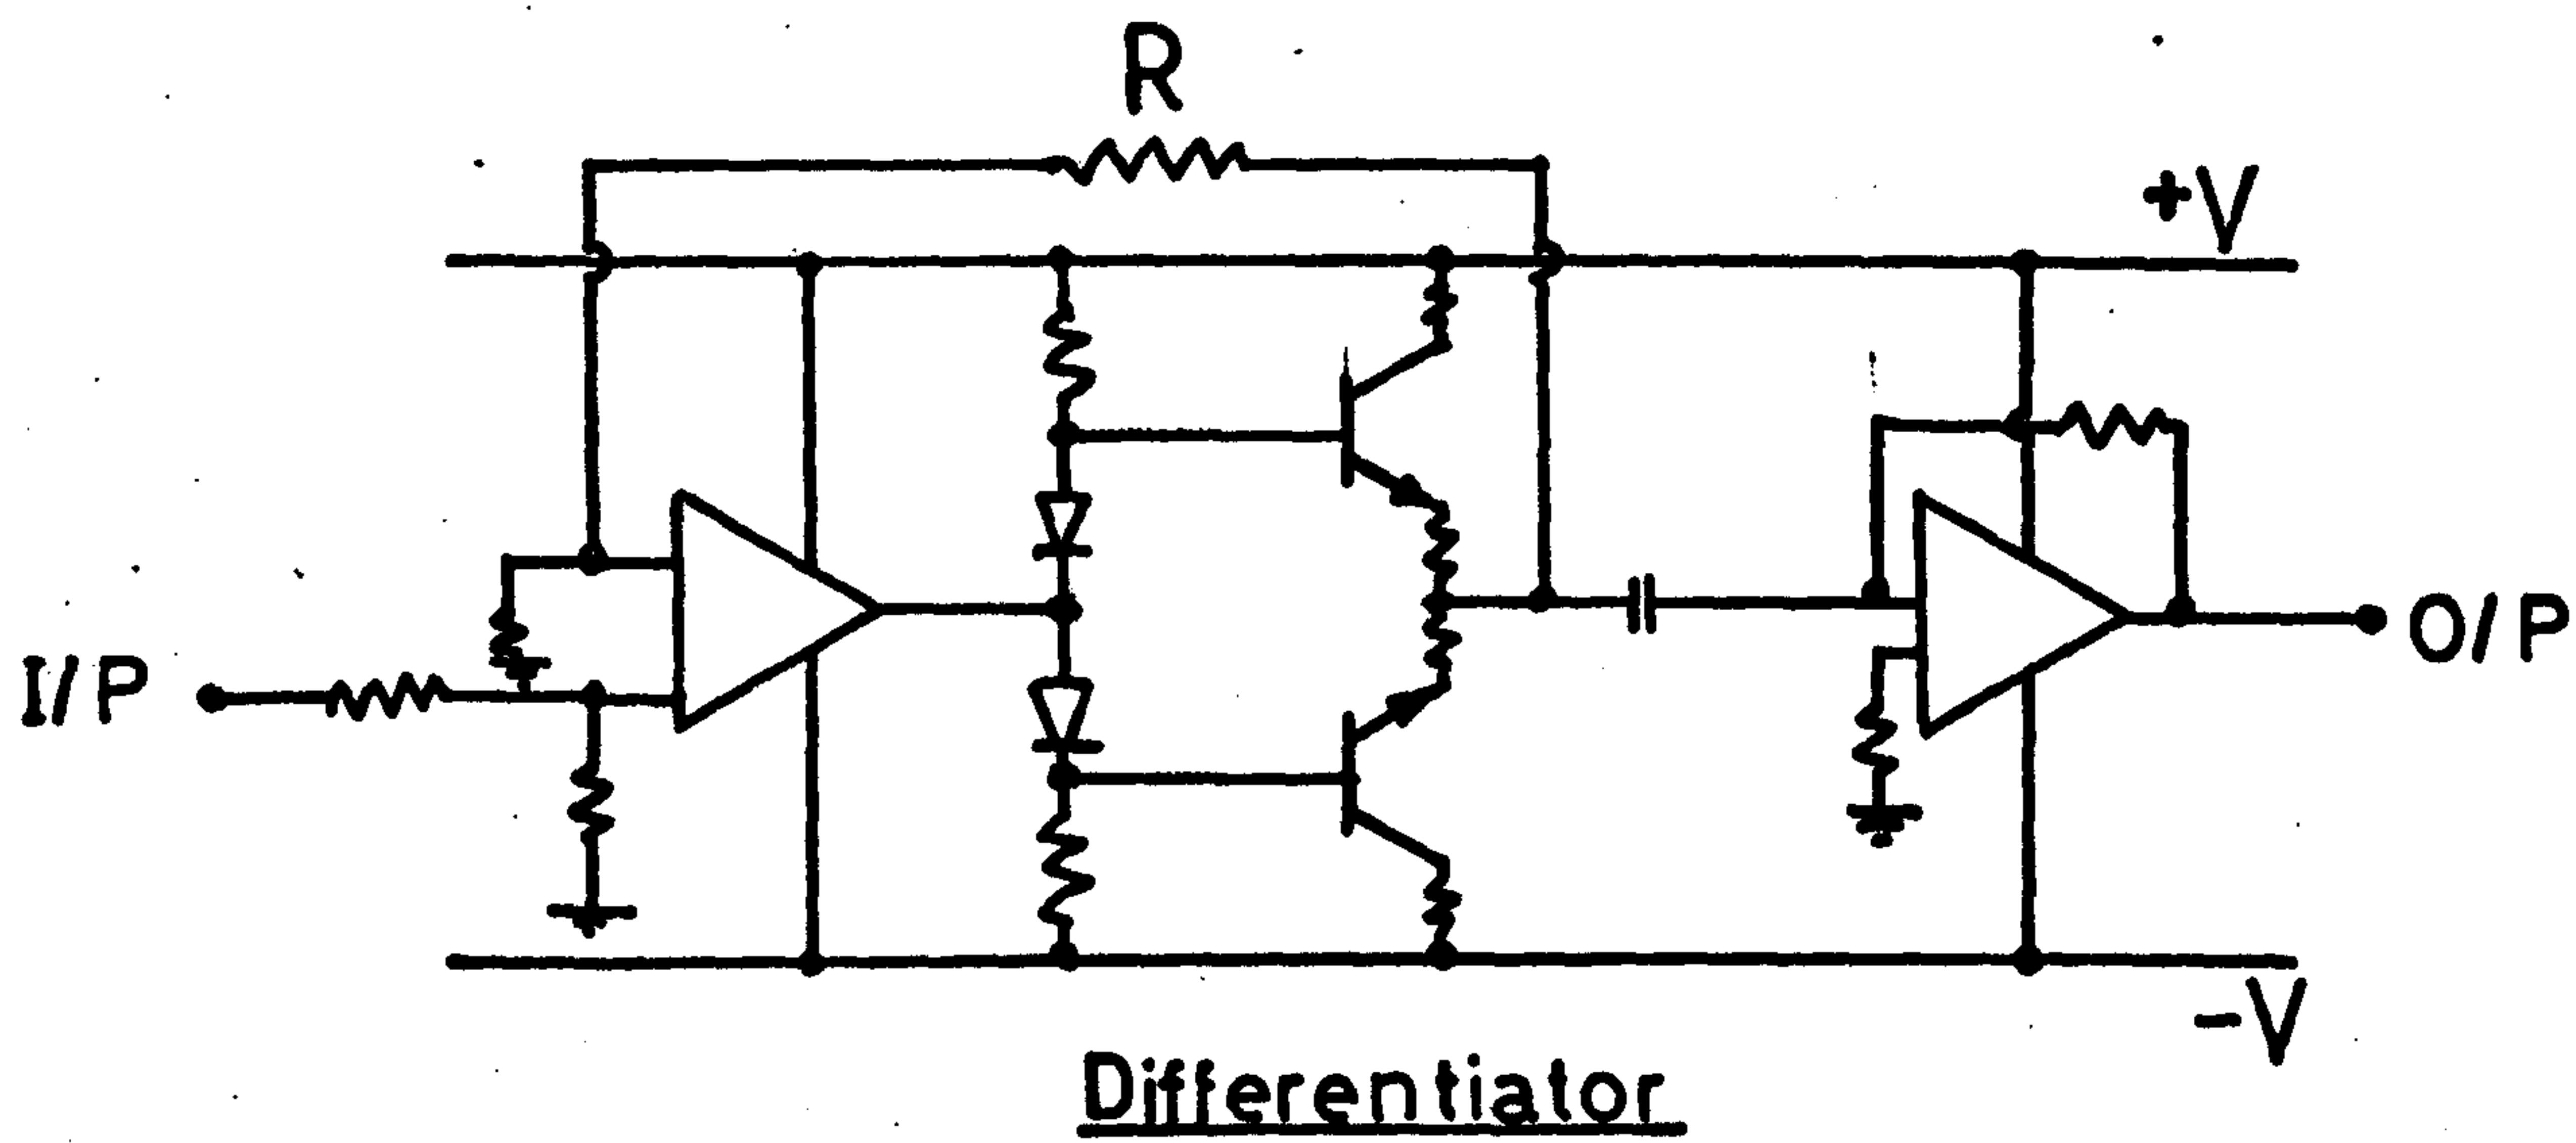 R
+V
I/P
O/P
-V
Differentiator